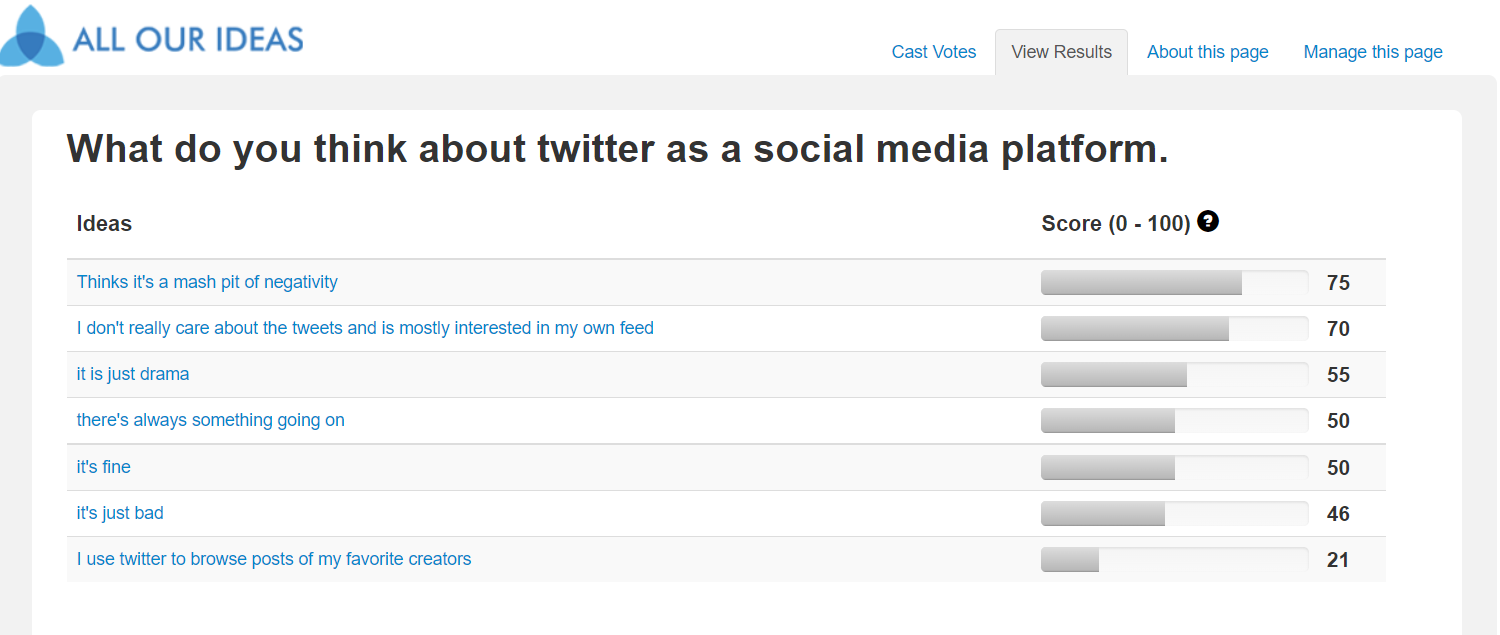 ALL OUR IDEAS
Cast Votes View Results About this page Manage this page
What do you think about twitter as a social media platform.
Ideas Score (0 - 100) ?
Thinks it's a mash pit of negativity 75
I don't really care about the tweets and is mostly interested in my own feed 70
it is just drama 55
there's always something going on 50
it's fine 50
it's just bad 46
I use twitter to browse posts of my favorite creators 21